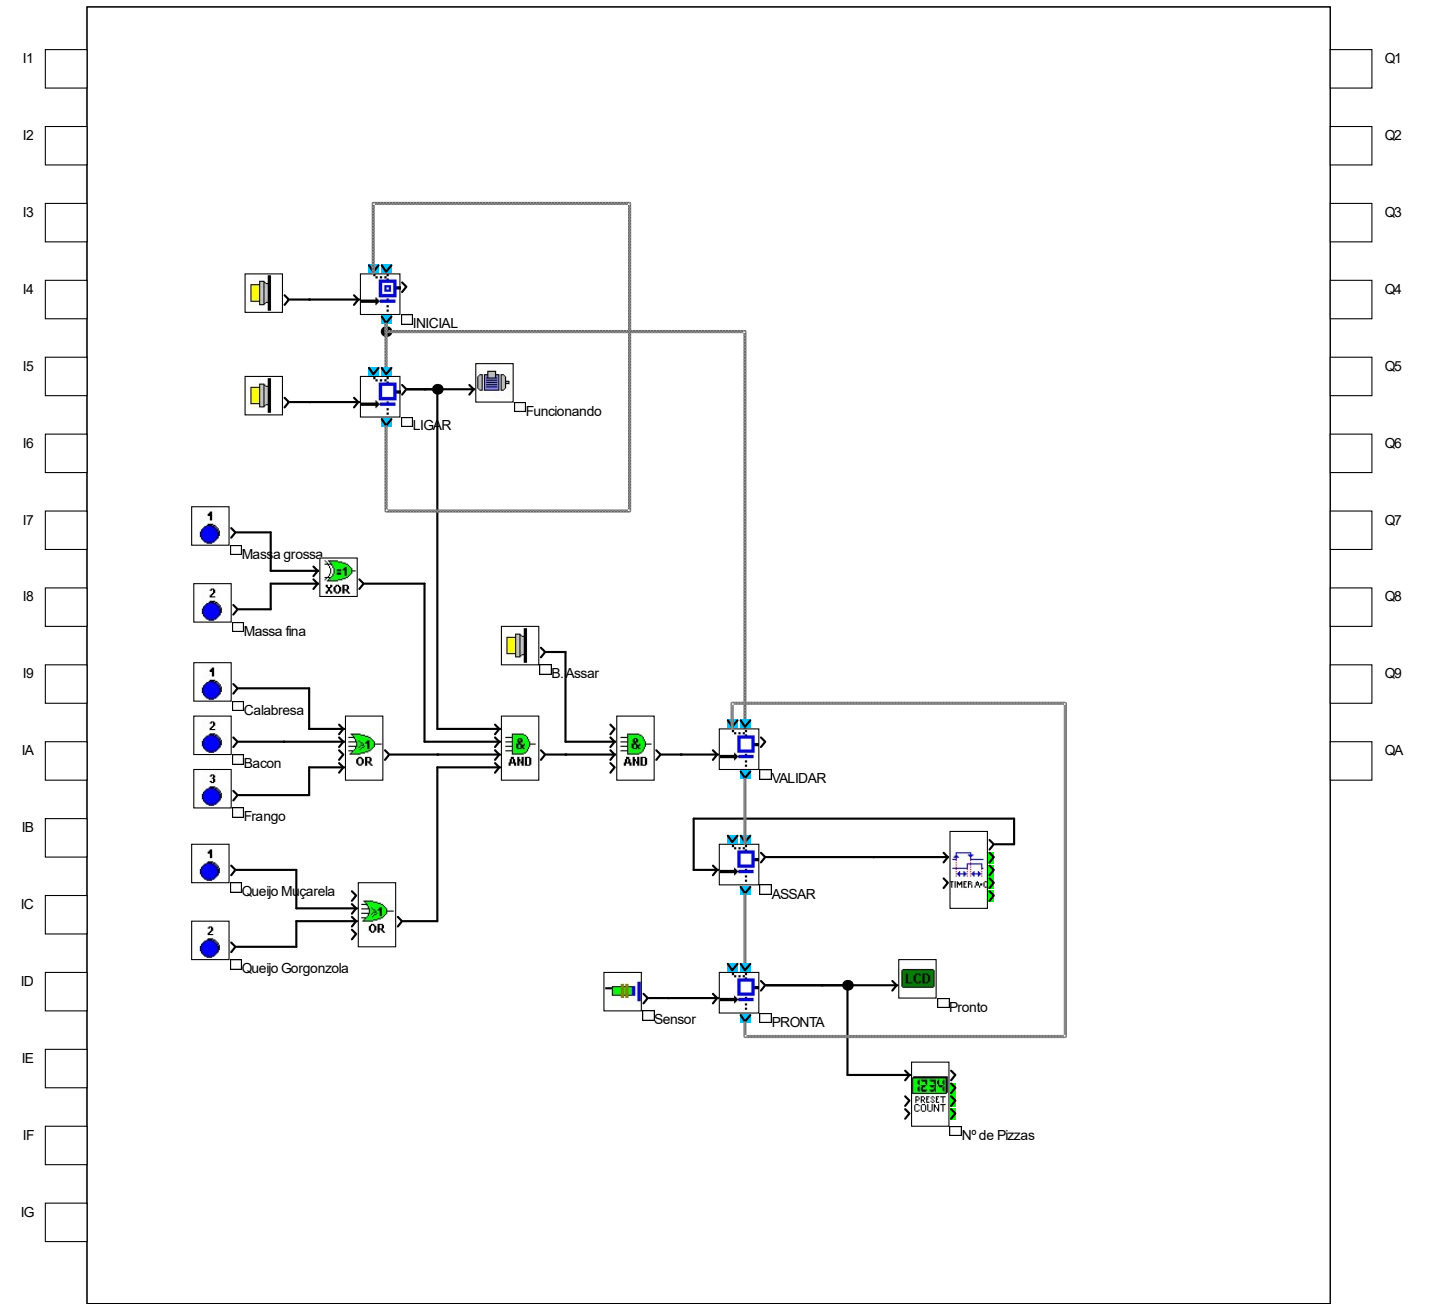 I1
Q1
I2
Q2
I3
Q3
I4
Q4
INICIAL
I5
Q5
Funcionando
LIGAR
I6
Q6
I7
Q7
1
Massa grossa
=1
XOR
I8
Q8
2
Massa fina
I9
Q9
B. Assar
1
Calabresa
2
Bacon
≥1
OR
&
AND
&
AND
IA
QA
VALIDAR
3
Frango
IB
TIMER A-C
1
Queijo Muçarela
ASSAR
IC
≥1
OR
2
Queijo Gorgonzola
ID
LCD
Pronto
Sensor
PRONTA
IE
1234
PRESET
COUNT
Nº de Pizzas
IF
IG